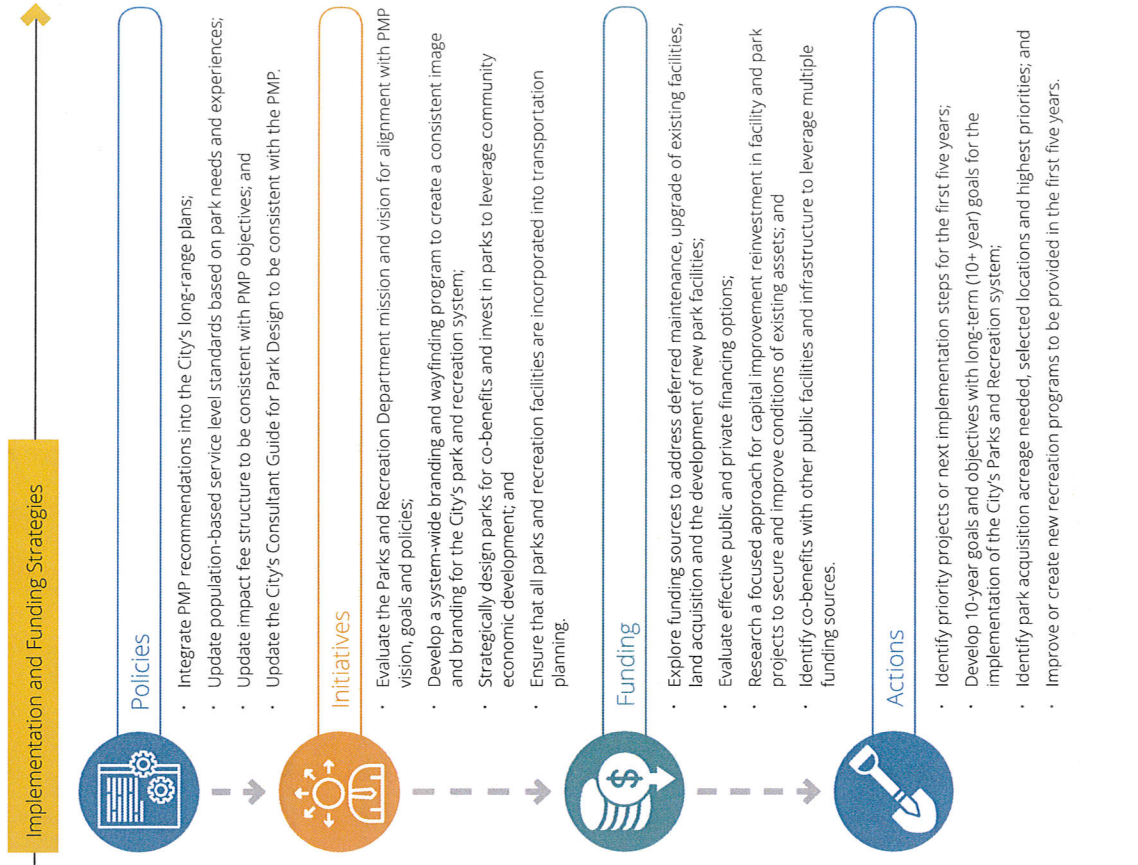 Implementation and Funding Strategies
Policies
· Integrate PMP recommendations into the City's long-range plans;
· Update population-based service level standards based on park needs and experiences;
· Update impact fee structure to be consistent with PMP objectives; and
· Update the City's Consultant Guide for Park Design to be consistent with the PMP.
Initiatives
· Evaluate the Parks and Recreation Department mission and vision for alignment with PMP
vision, goals and policies;
· Develop a system-wide branding and wayfinding program to create a consistent image
and branding for the City's park and recreation system;
· Strategically design parks for co-benefits and invest in parks to leverage community
economic development; and
· Ensure that all parks and recreation facilities are incorporated into transportation
planning.
Funding
· Explore funding sources to address deferred maintenance, upgrade of existing facilities,
land acquisition and the development of new park facilities;
· Evaluate effective public and private financing options;
· Research a focused approach for capital improvement reinvestment in facility and park
projects to secure and improve conditions of existing assets; and
· Identify co-benefits with other public facilities and infrastructure to leverage multiple
funding sources.
$
Actions
· Identify priority projects or next implementation steps for the first five years;
· Develop 10-year goals and objectives with long-term (10+ year) goals for the
implementation of the City's Parks and Recreation system;
· Identify park acquisition acreage needed, selected locations and highest priorities; and
· Improve or create new recreation programs to be provided in the first five years.